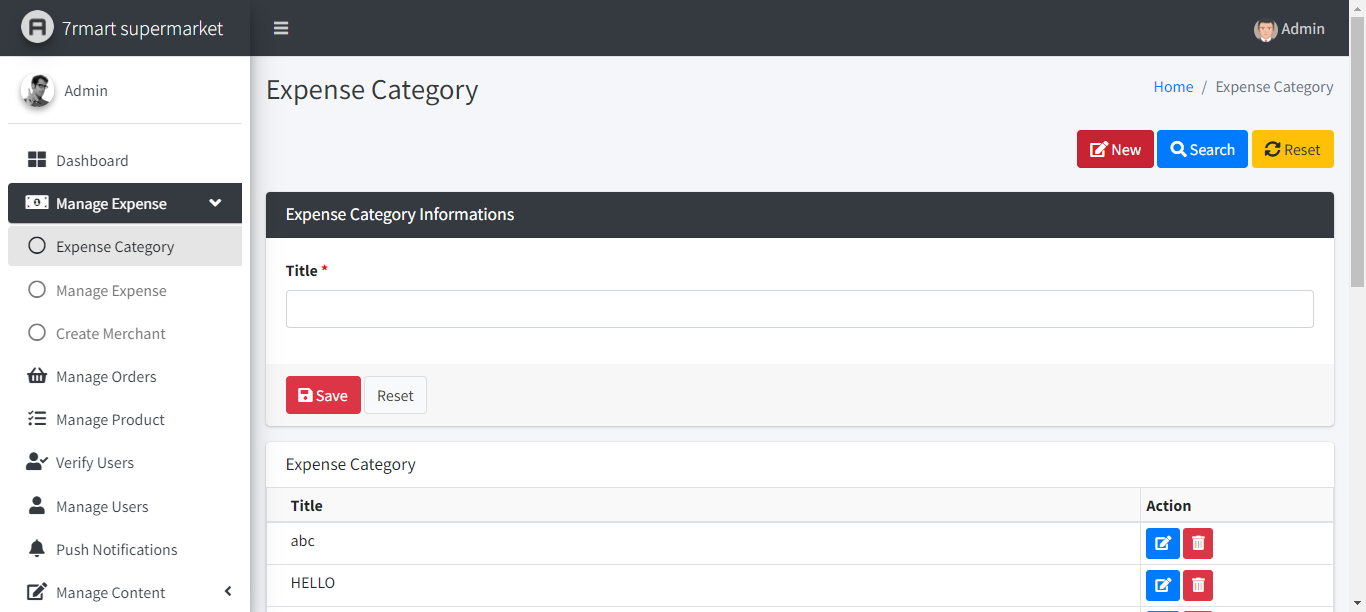 7rmart supermarket
Admin
Admin
Expense Category
Home / Expense Category
New Search Reset
Dashboard
Manage Expense
Expense Category
Manage Expense
Create Merchant
Manage Orders
Manage Product
Verify Users
Manage Users
Push Notifications
Manage Content
Expense Category Informations
Title *
Save Reset
Expense Category
Title Action
abc
HELLO